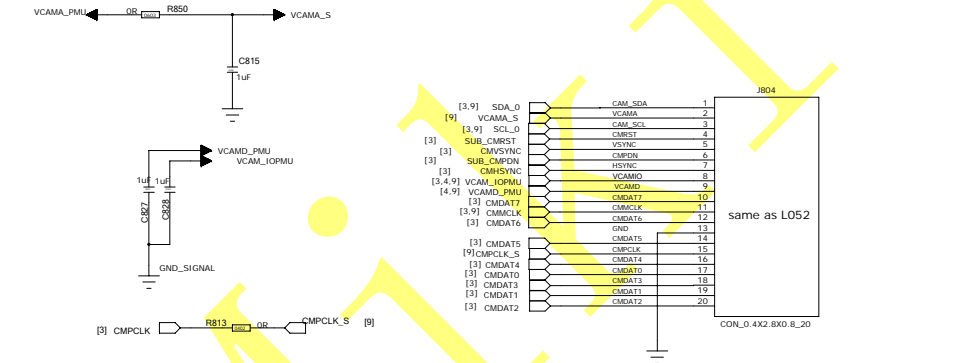 VCAMA_PMU 0R R850 VCAMA_S
C815
1uF
VCAMD_PMU
VCAM_IOPMU
1uF 1uF
C827 C828
GND_SIGNAL
[3] CMPCLK R813 0R CMPCLK_S [9]
J804
[3,9] SDA_0 CAM_SDA 1
[9] VCAMA_S VCAMA 2
[3,9] SCL_0 CAM_SCL 3
[3] SUB_CMRST CMRST 4
[3] CMVSYNC VSYNC 5
[3] SUB_CMPDN CMPDN 6
[3] CMHSYNC HSYNC 7
[3,4,9] VCAM_IOPMU VCAMIO 8
[4,9] VCAMD_PMU VCAMD 9
[3] CMDAT7 CMDAT7 10
[3,9] CMMCLK CMMCLK 11
[3] CMDAT6 CMDAT6 12
GND 13
[3] CMDAT5 CMDAT5 14
[9] CMPCLK_S CMPCLK 15
[3] CMDAT4 CMDAT4 16
[3] CMDAT0 CMDAT0 17
[3] CMDAT3 CMDAT3 18
[3] CMDAT1 CMDAT1 19
[3] CMDAT2 CMDAT2 20
same as L052
CON_0.4X2.8X0.8_20